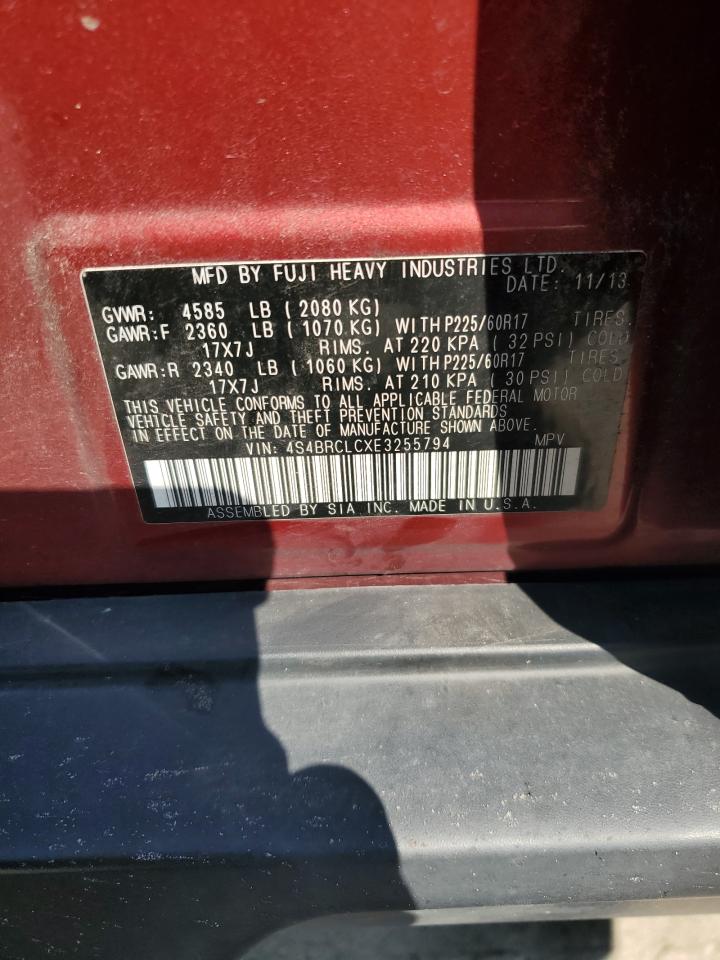 MFD BY FUJI HEAVY INDUSTRIES LTD.
DATE: 11/13
GVWR: 4585 LB ( 2080 KG)
GAWR:F 2360 LB ( 1070 KG) WITH P225/60R17 TIRES.
17X7J RIMS. AT 220 KPA ( 32 PSI) COLD
GAWR:R 2340 LB ( 1060 KG) WITH P225/60R17 TIRES.
17X7J RIMS. AT 210 KPA ( 30 PSI) COLD
THIS VEHICLE CONFORMS TO ALL APPLICABLE FEDERAL MOTOR
VEHICLE SAFETY AND THEFT PREVENTION STANDARDS
IN EFFECT ON THE DATE OF MANUFACTURE SHOWN ABOVE.
VIN: 4S4BRCLCXE3255794 MPV
ASSEMBLED BY SIA INC. MADE IN U.S.A.